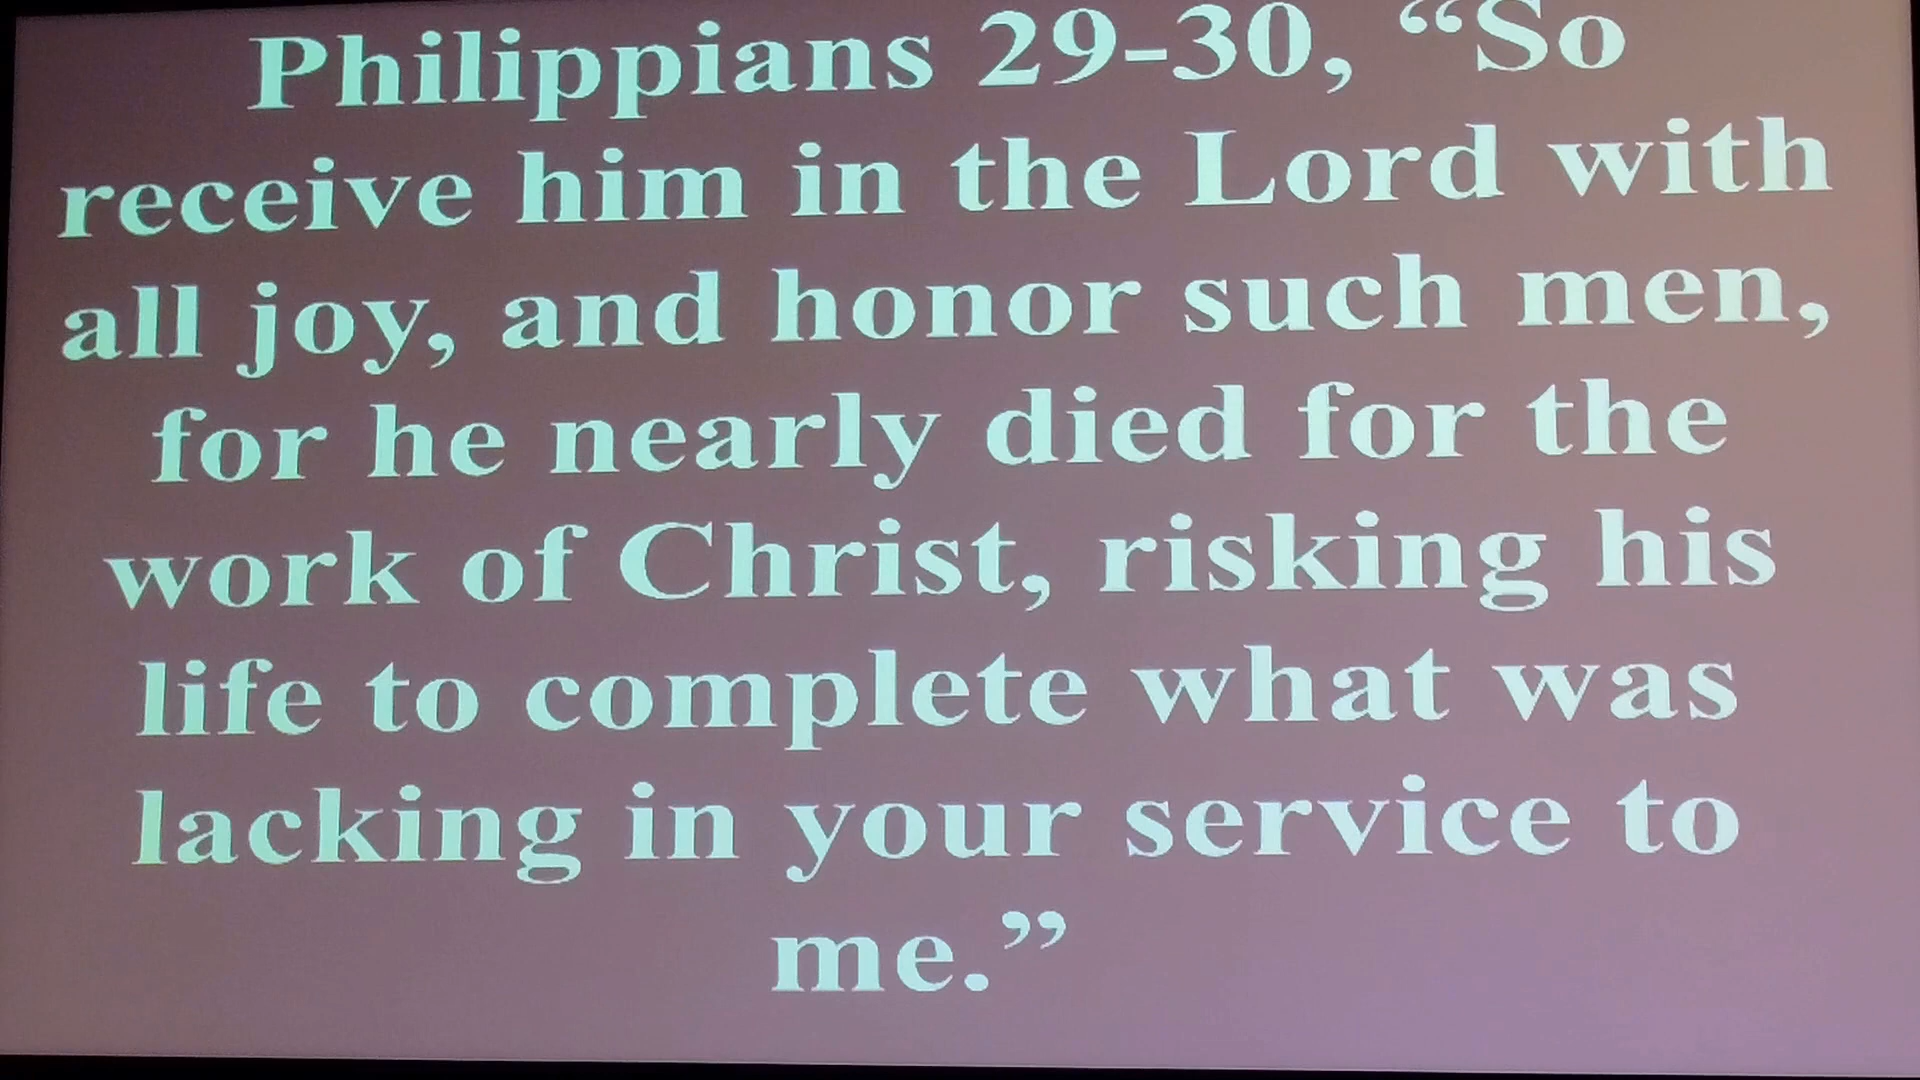 Philippians 29-30, “So
receive him in the Lord with
all joy, and honor such men,
for he nearly died for the
work of Christ, risking his
life to complete what was
lacking in your service to
me.”